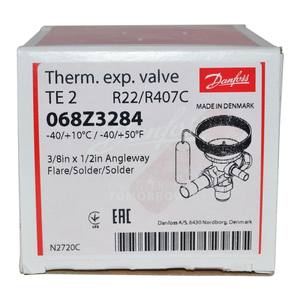 Therm. exp. valve
TE 2 R22/R407C
068Z3284
-40/+10°C / -40/+50°F
3/8in x 1/2in Angleway
Flare/Solder/Solder
Danfoss
MADE IN DENMARK
EAC
Danfoss A/S, 6430 Nordborg, Denmark
N2720C